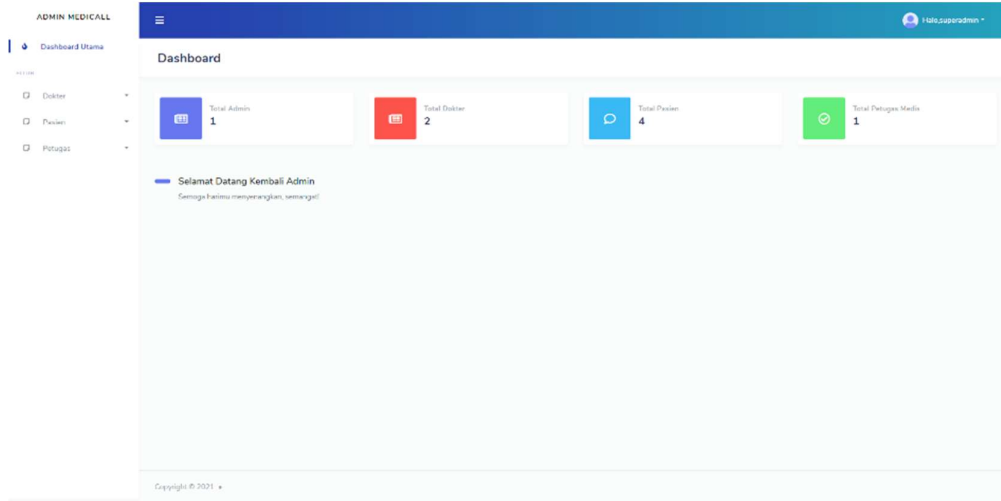 ADMIN MEDICALL
Halo,superadmin
Dashboard Utama
Dashboard
Dokter
Pasien
Petugas
Total Admin
1
Total Dokter
2
Total Pasien
4
Total Petugas Medis
1
Selamat Datang Kembali Admin
Semoga harimu menyenangkan, semangat!
Copyright © 2021